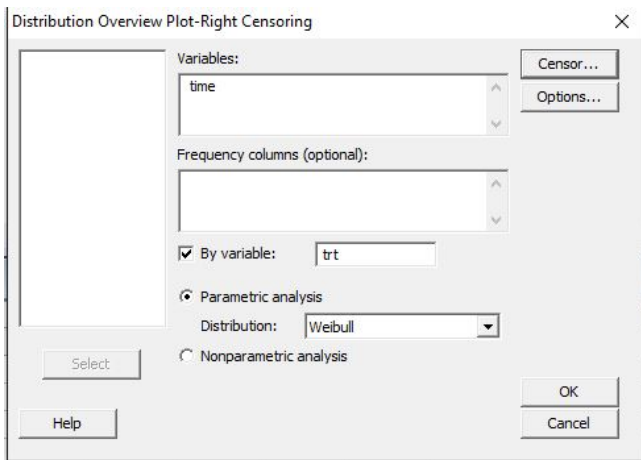 Distribution Overview Plot-Right Censoring
Variables:
time
Censor...
Options...
Frequency columns (optional):
By variable:
trt
Parametric analysis
Distribution:
Weibull
Nonparametric analysis
Select
OK
Help
Cancel